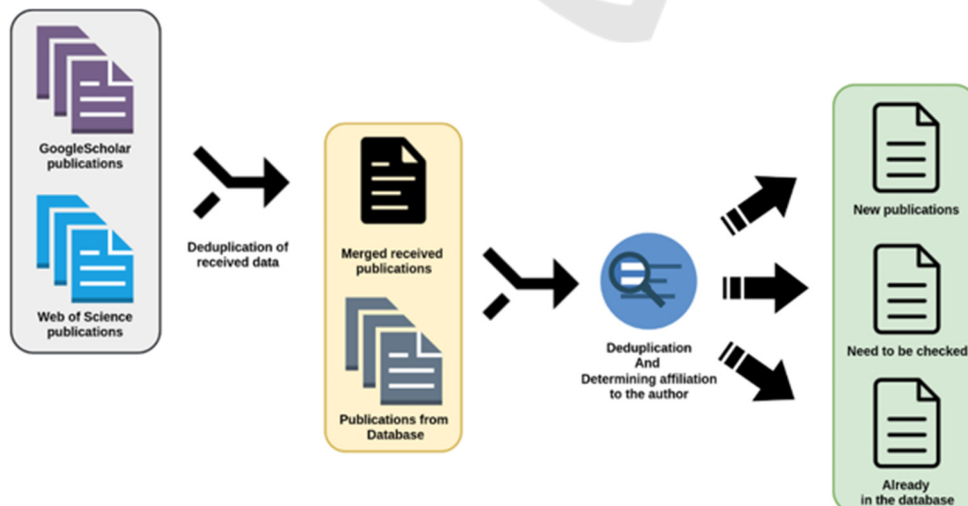 GoogleScholar
publications
Web of Science
publications
Deduplication of
received data
Merged received
publications
Publications from
Database
Deduplication
And
Determining affiliation
to the author
New publications
Need to be checked
Already
in the database